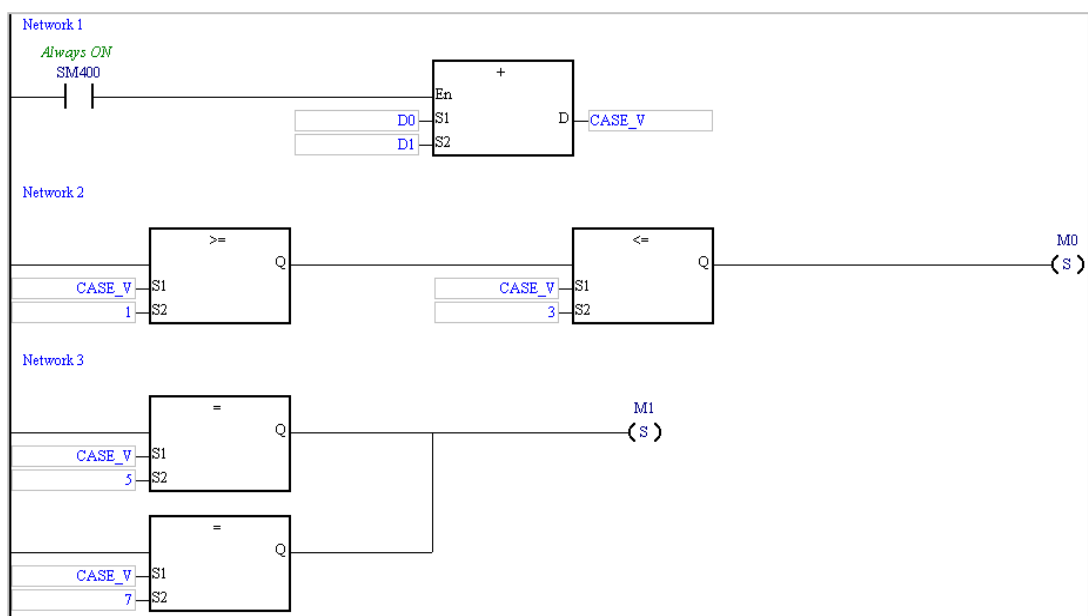 Network 1
Always ON
SM400
+
En
D0 S1 D CASE_V
D1 S2
Network 2
>= <= M0
Q Q ( S )
CASE_V S1 CASE_V S1
1 S2 3 S2
Network 3
= M1
Q ( S )
CASE_V S1
5 S2
=
Q
CASE_V S1
7 S2